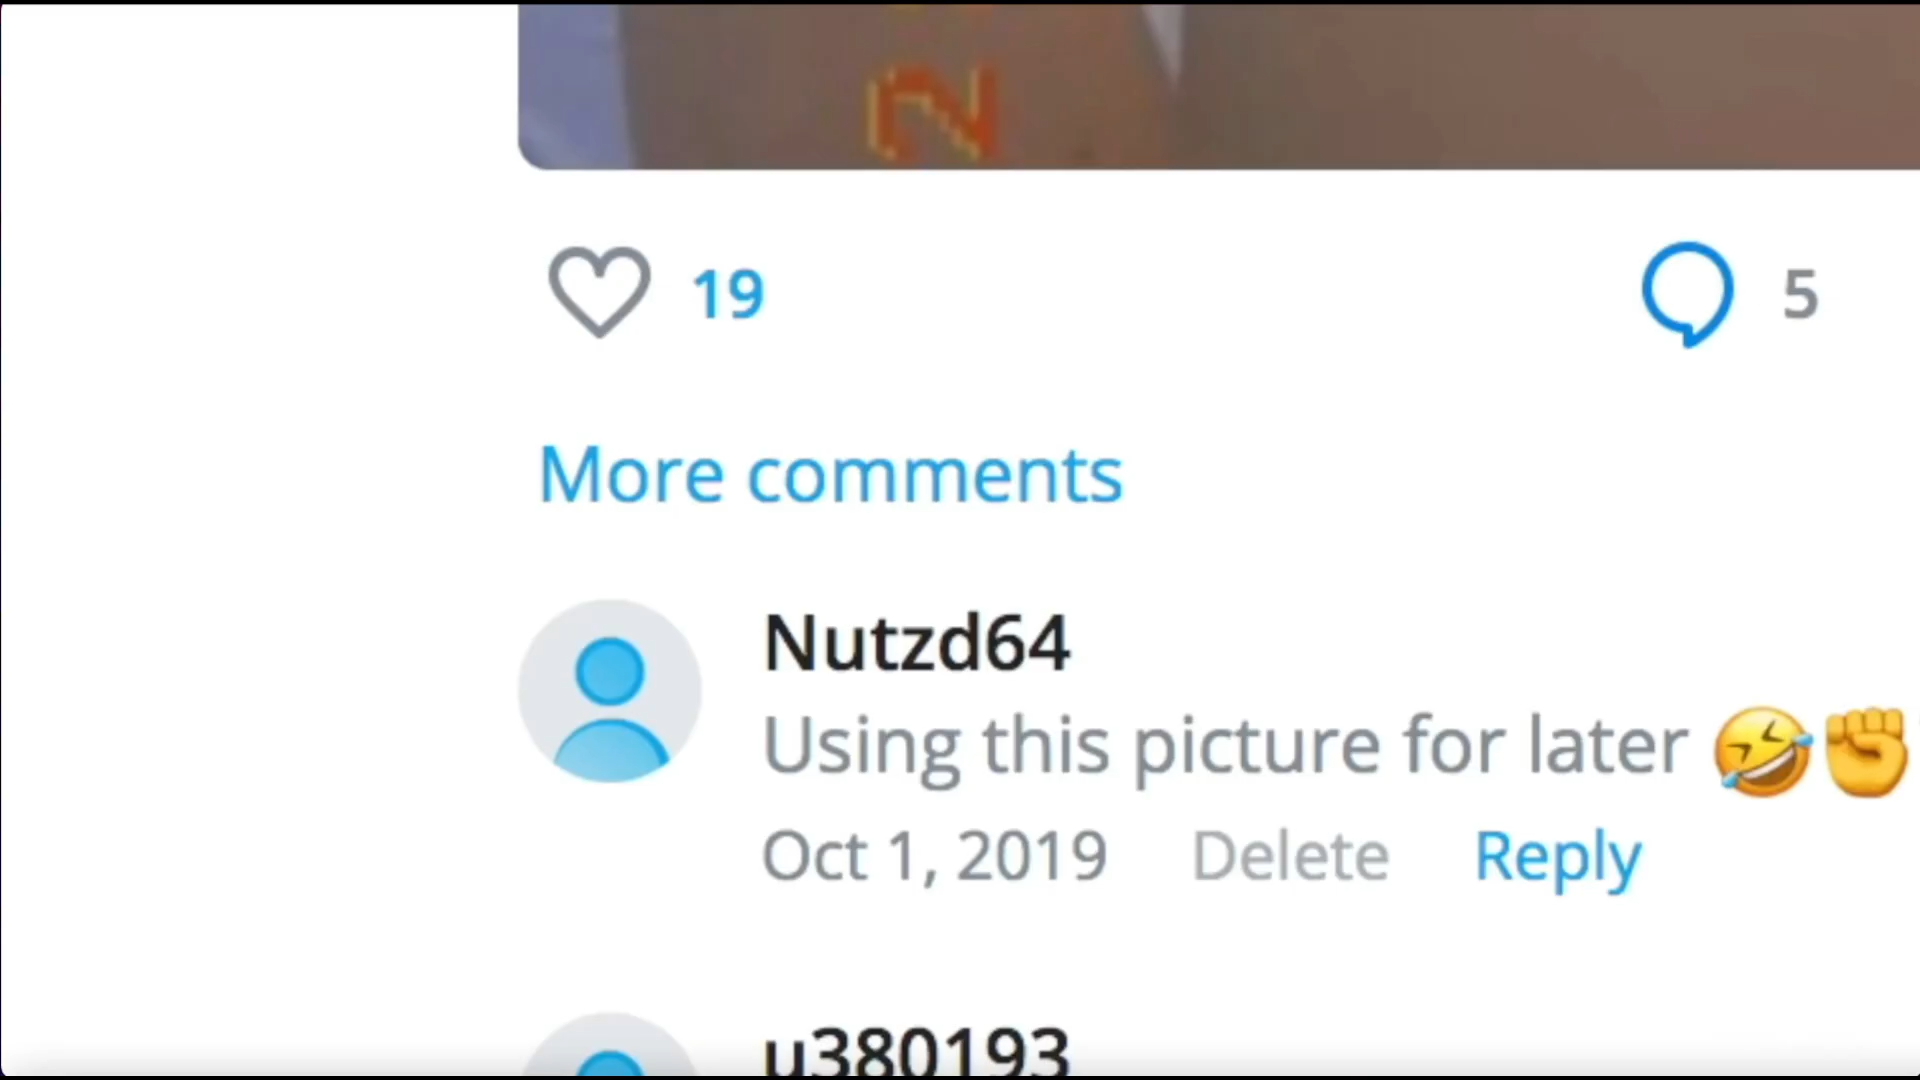 19
5
More comments
Nutzd64
Using this picture for later 🤣✊
Oct 1, 2019 Delete Reply
u380193